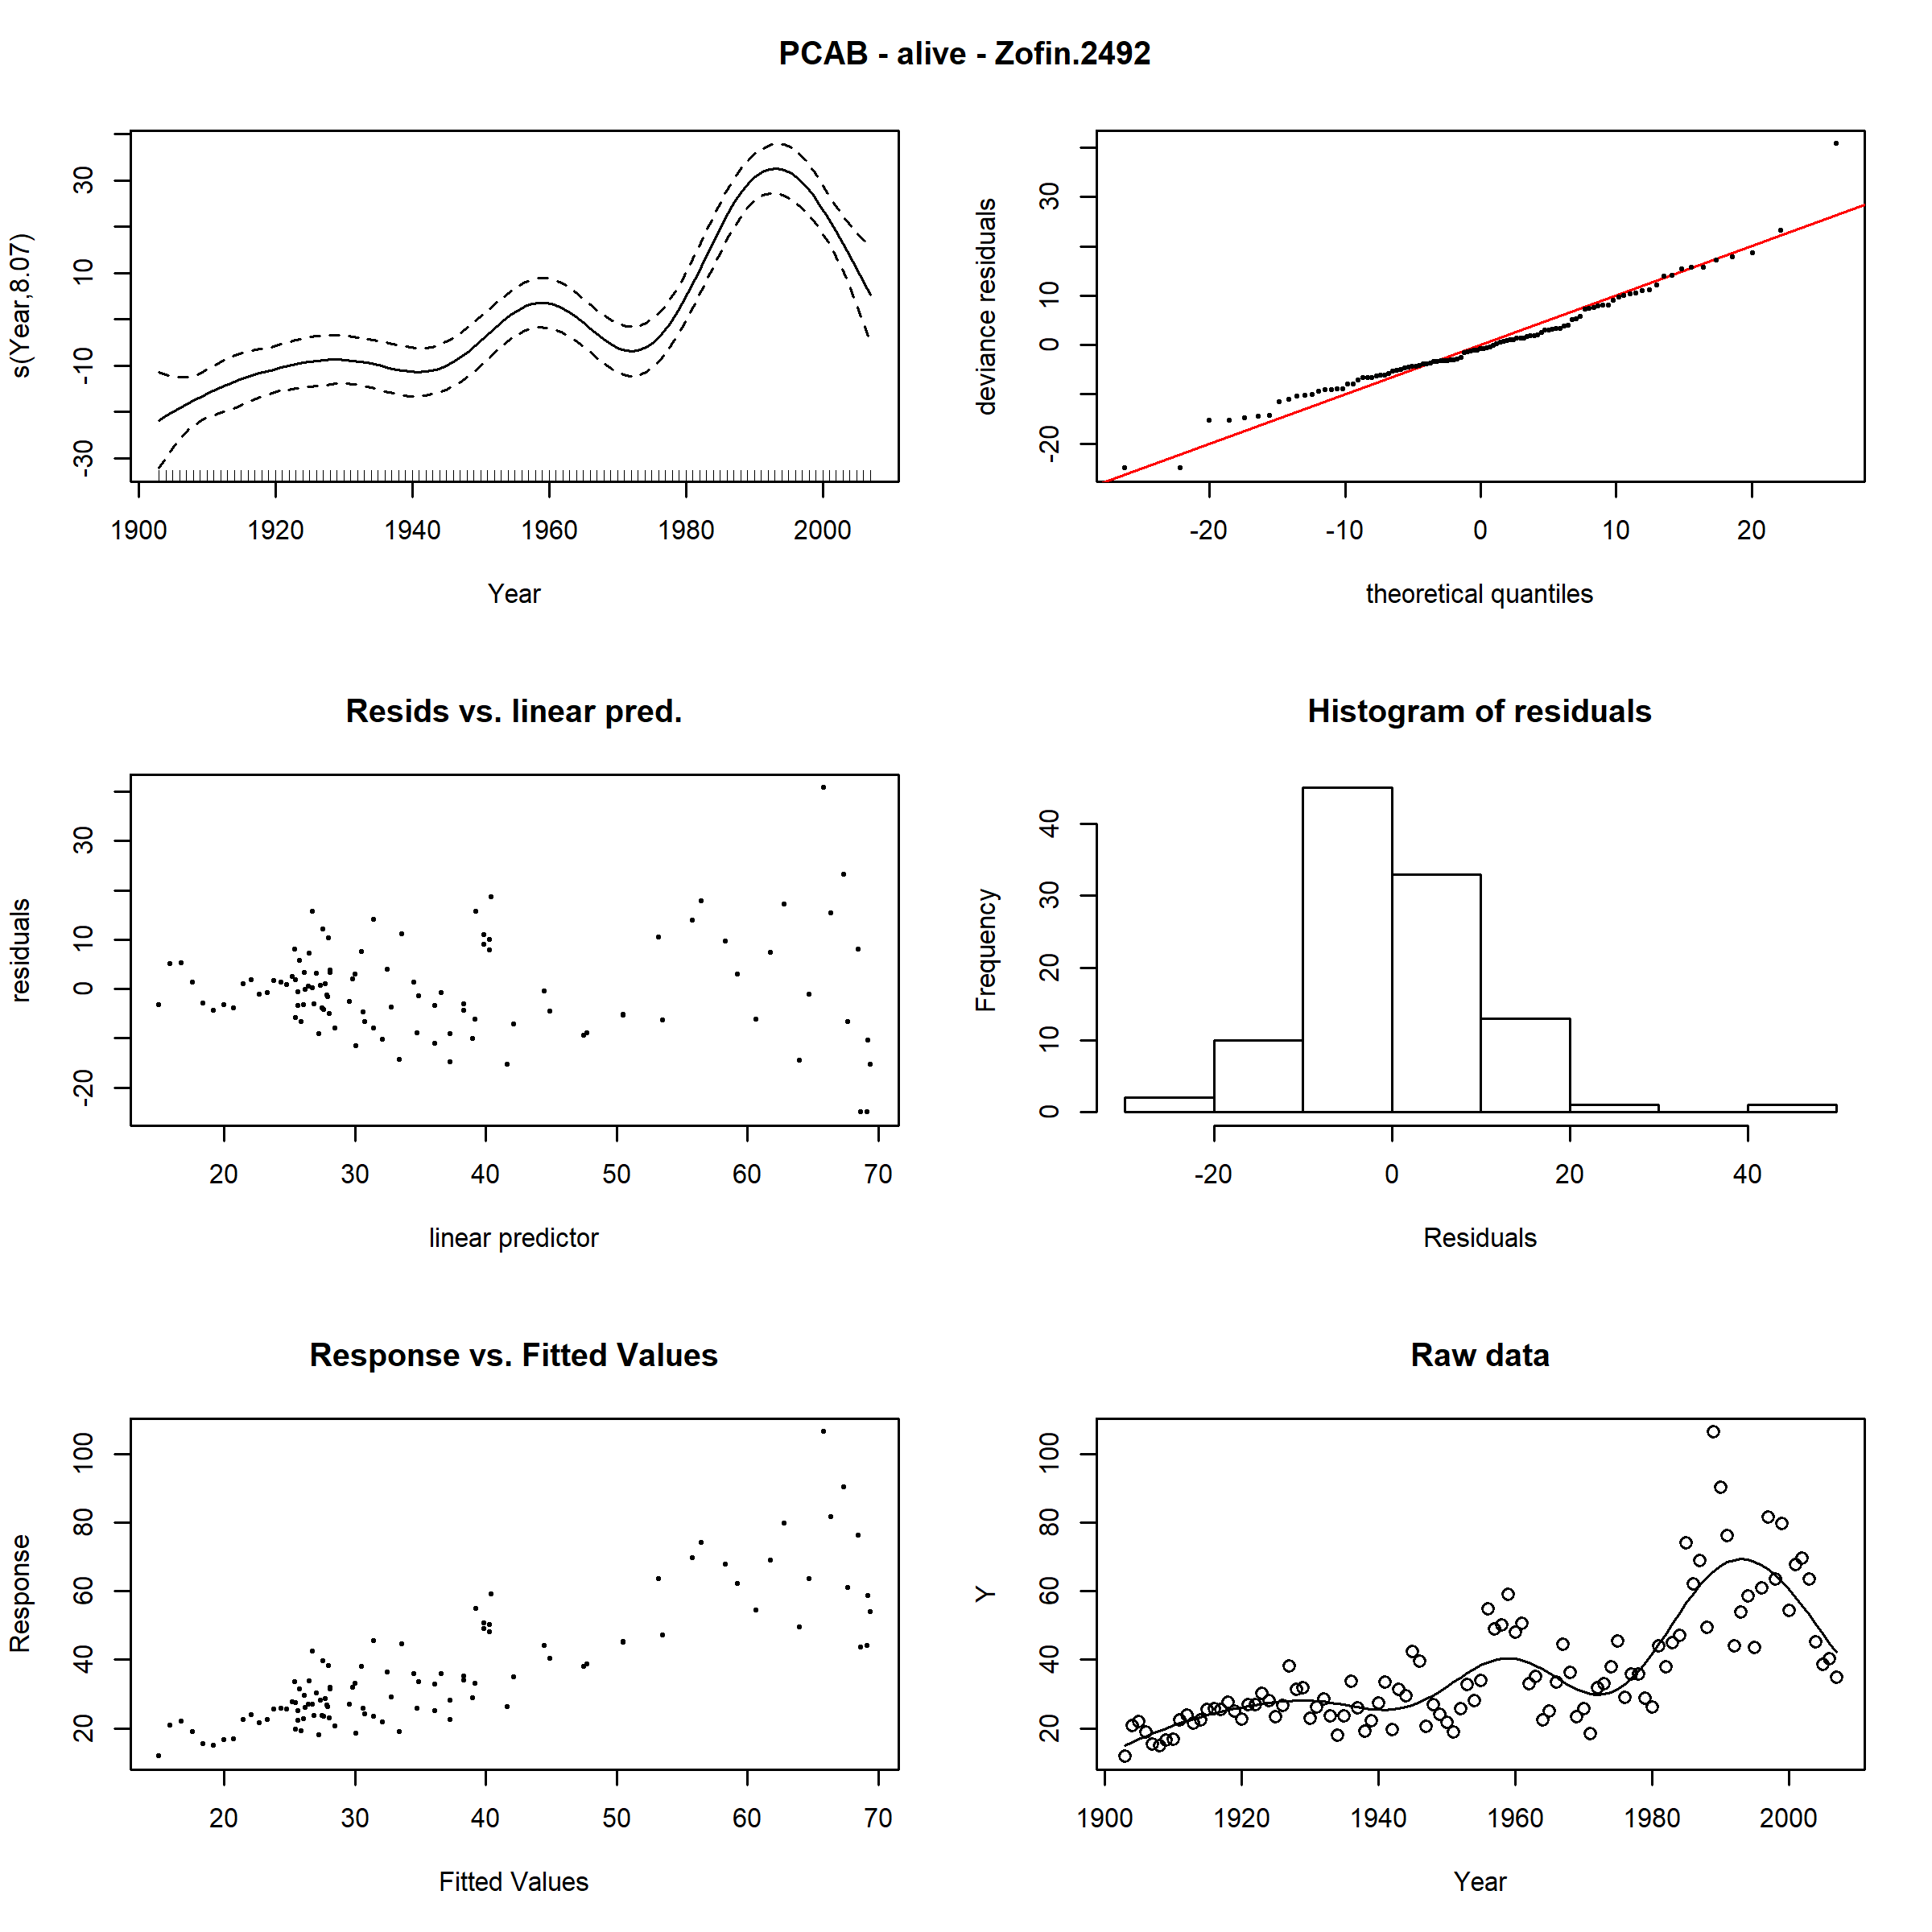 PCAB - alive - Zofin.2492
s(Year,8.07)
30
10
-10
-30
1900 1920 1940 1960 1980 2000
Year
deviance residuals
30
10
0
-20
-20 -10 0 10 20
theoretical quantiles
Resids vs. linear pred.
residuals
30
10
0
-20
20 30 40 50 60 70
linear predictor
Histogram of residuals
Frequency
40
30
20
10
0
-20 0 20 40
Residuals
Response vs. Fitted Values
Response
100
80
60
40
20
20 30 40 50 60 70
Fitted Values
Raw data
Y
100
80
60
40
20
1900 1920 1940 1960 1980 2000
Year